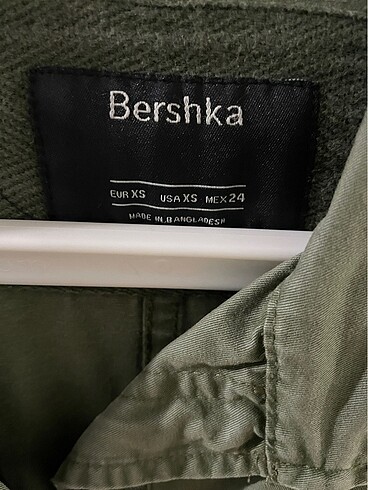 Bershka
EUR XS USA XS MEX 24
MADE IN BANGLADESH